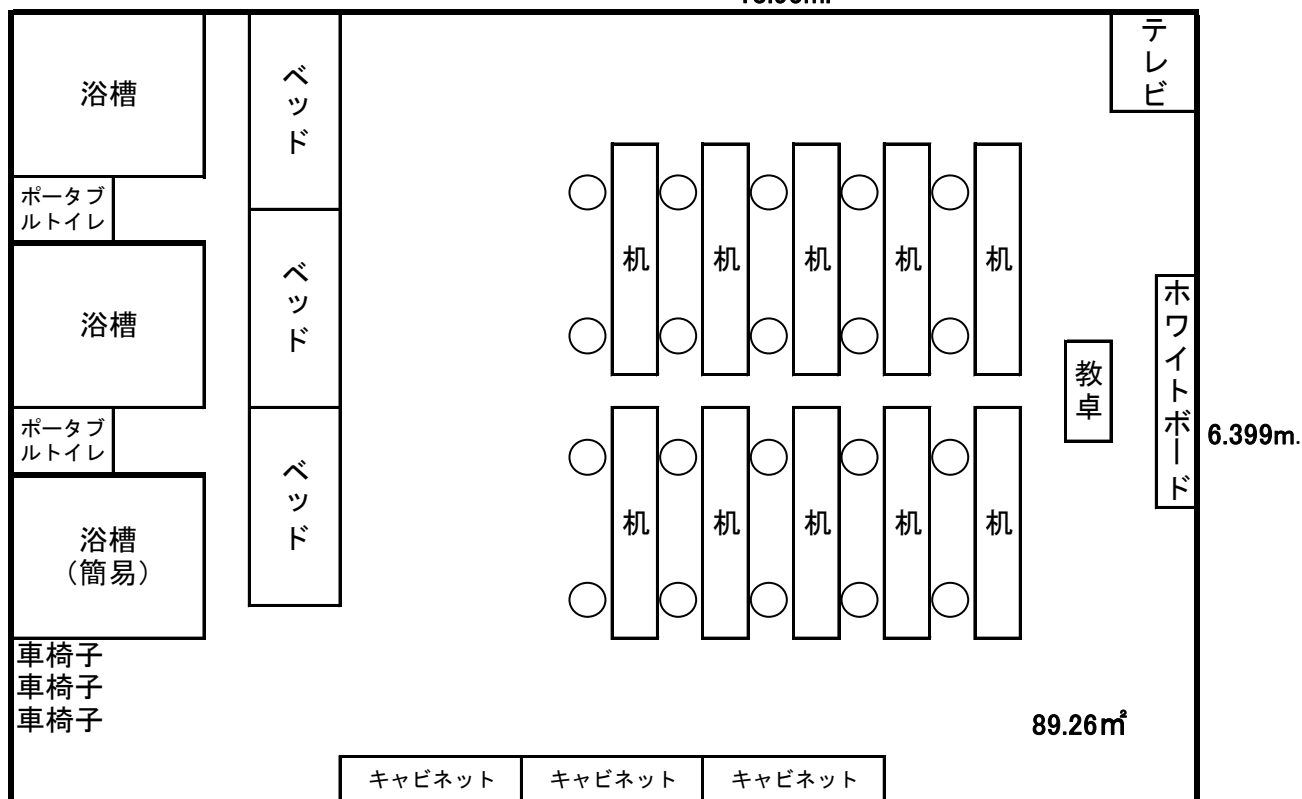 テレビ
浴槽
ベッド
ポータブ
ルトイレ
机
机
机
机
机
浴槽
ベッド
ホワイトボード
教卓
6.399m.
ポータブ
ルトイレ
ベッド
机
机
机
机
机
浴槽
（簡易）
車椅子
車椅子
車椅子
89.26㎡
キャビネット
キャビネット
キャビネット